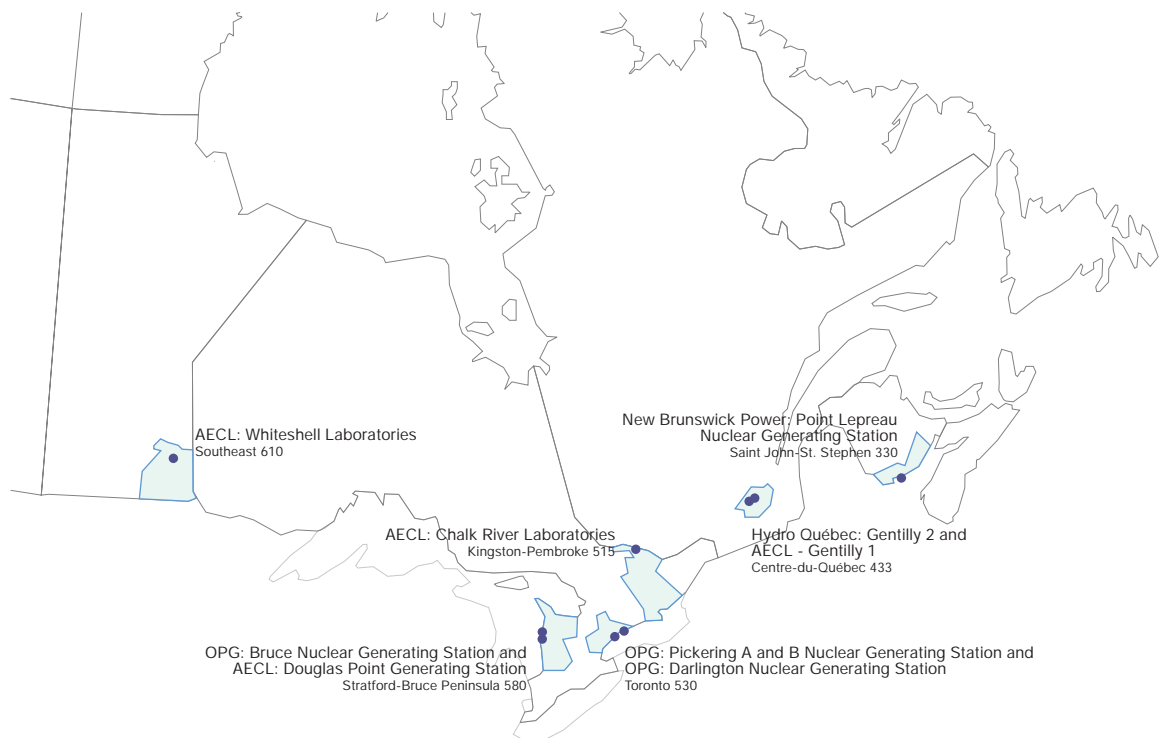 New Brunswick Power: Point Lepreau
Nuclear Generating Station
Saint John-St. Stephen 330
AECL: Whiteshell Laboratories
Southeast 610
AECL: Chalk River Laboratories
Kingston-Pembroke 515
Hydro Québec: Gentilly 2 and
AECL - Gentilly 1
Centre-du-Québec 433
OPG: Bruce Nuclear Generating Station and
AECL: Douglas Point Generating Station
Stratford-Bruce Peninsula 580
OPG: Pickering A and B Nuclear Generating Station and
OPG: Darlington Nuclear Generating Station
Toronto 530